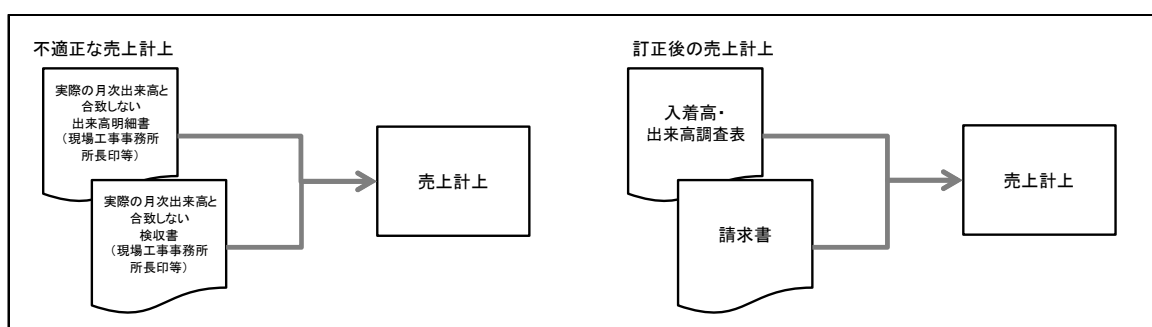 不適正な売上計上
実際の月次出来高と
合致しない
出来高明細書
（現場工事事務所
所長印等）
実際の月次出来高と
合致しない
検収書
（現場工事事務所
所長印等）
売上計上
訂正後の売上計上
入着高・
出来高調査表
請求書
売上計上